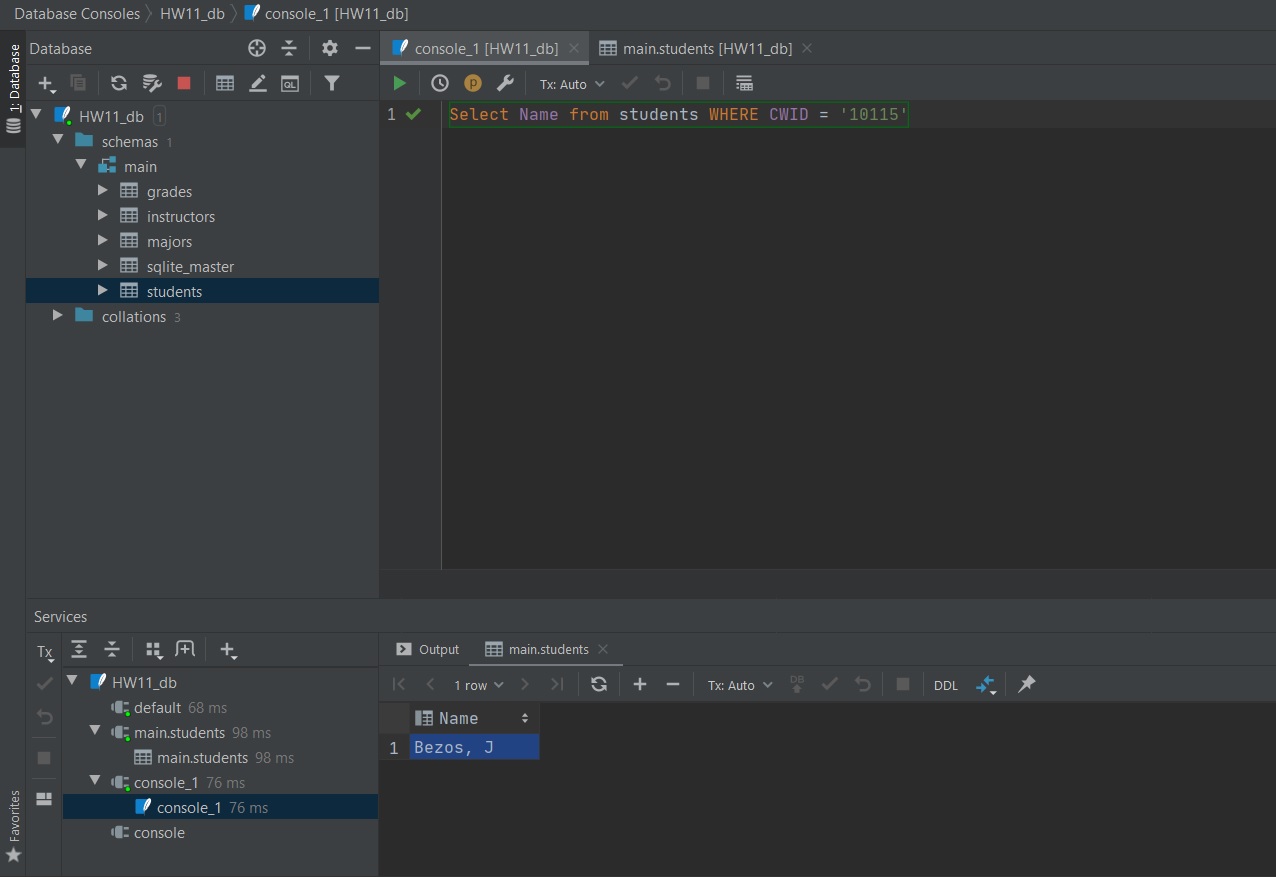 Database Consoles HW11_db console_1 [HW11_db]
1: Database
Database
console_1 [HW11_db]
main.students [HW11_db]
QL
p
Tx: Auto
HW11_db 1
schemas 1
main
grades
instructors
majors
sqlite_master
students
collations 3
1 Select Name from students WHERE CWID = '10115'
Services
Tx
HW11_db
default 68 ms
main.students 98 ms
main.students 98 ms
console_1 76 ms
console_1 76 ms
console
Favorites
Output
main.students
1 row
Tx: Auto
DB
DDL
Name
1 Bezos, J